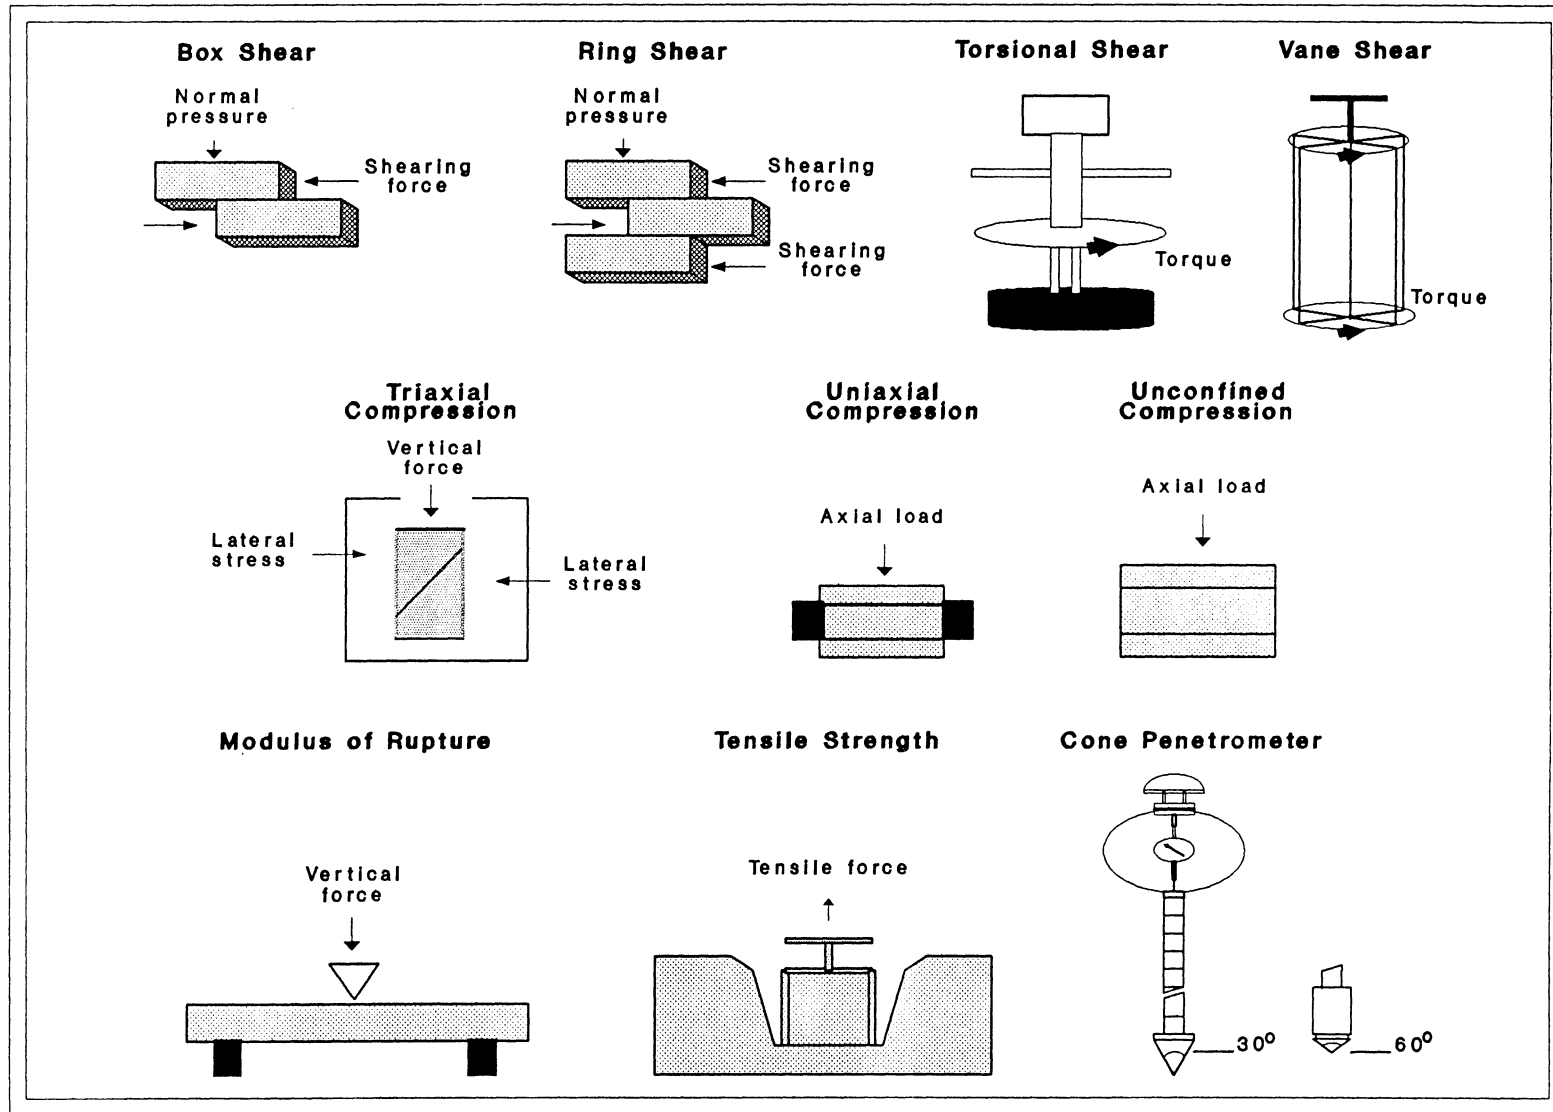 Box Shear
Ring Shear
Torsional Shear
Vane Shear
Normal
pressure
Shearing
force
Normal
pressure
Shearing
force
Shearing
force
Torque
Torque
Triaxial
Compression
Uniaxial
Compression
Unconfined
Compression
Vertical
force
Lateral
stress
Lateral
stress
Axial load
Axial load
Modulus of Rupture
Tensile Strength
Cone Penetrometer
Vertical
force
Tensile force
30º
60º